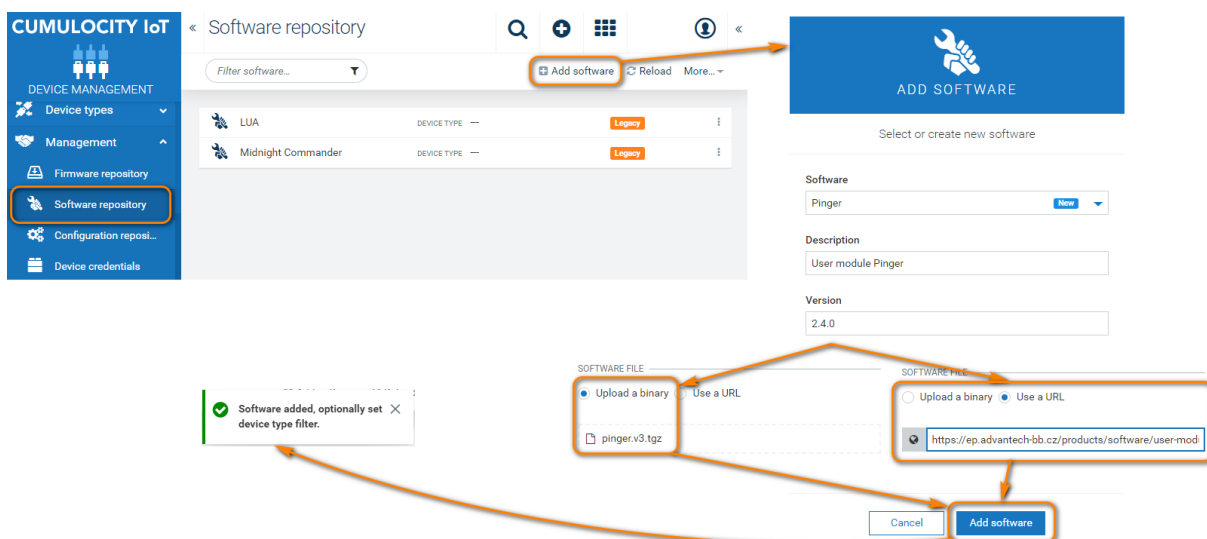 CUMULOCITY IoT
DEVICE MANAGEMENT
Device types
Management
Firmware repository
Software repository
Configuration reposi...
Device credentials
« Software repository
«
Filter software...
Add software
Reload
More...
LUA
DEVICE TYPE ---
Legacy
Midnight Commander
DEVICE TYPE ---
Legacy
ADD SOFTWARE
Select or create new software
Software
Pinger
New
Description
User module Pinger
Version
2.4.0
SOFTWARE FILE
Upload a binary
Use a URL
pinger.v3.tgz
SOFTWARE FILE
Upload a binary
Use a URL
https://ep.advantech-bb.cz/products/software/user-modu
Software added, optionally set
device type filter.
Cancel
Add software